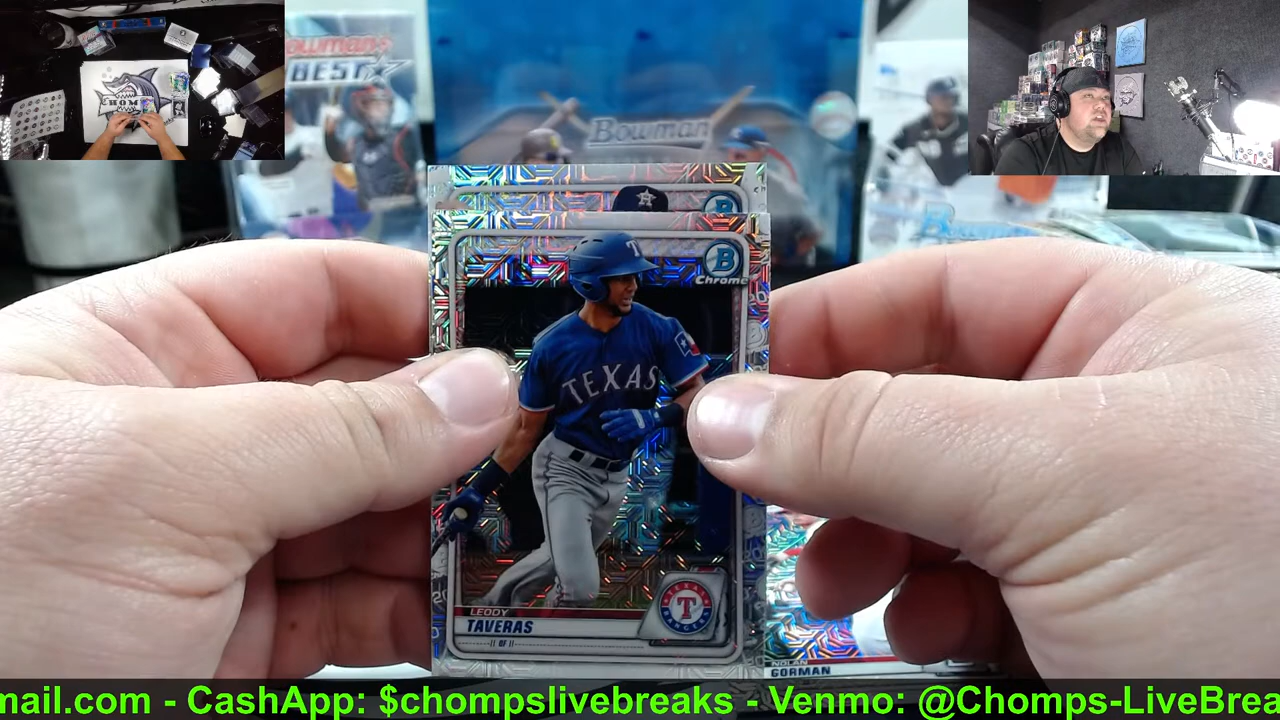 Bowman's
BEST
Bowman
B
Chrome
TEXAS
LEODY
TAVERAS
OF
T
NOLAN
GORMAN
mail.com - CashApp: $chompslivebreaks - Venmo: @Chomps-LiveBrea